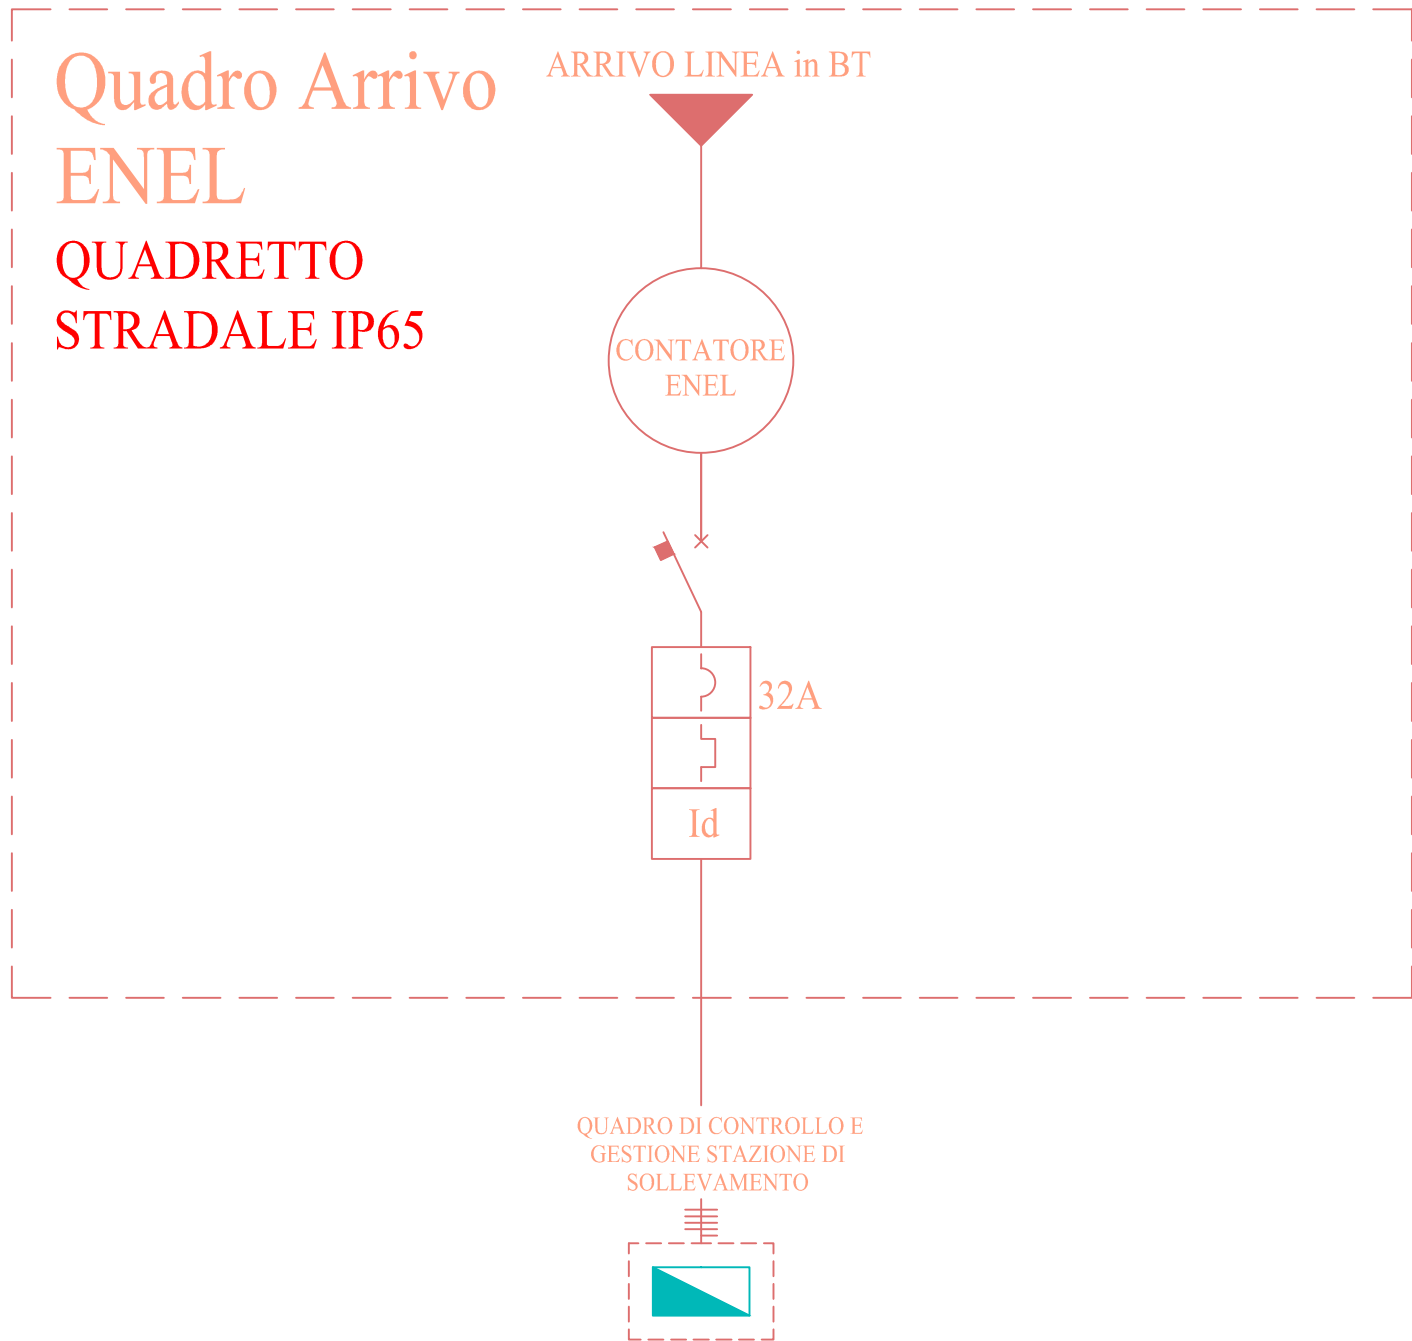 Quadro Arrivo
ENEL
QUADRETTO
STRADALE IP65
ARRIVO LINEA in BT
CONTATORE
ENEL
32A
Id
QUADRO DI CONTROLLO E
GESTIONE STAZIONE DI
SOLLEVAMENTO